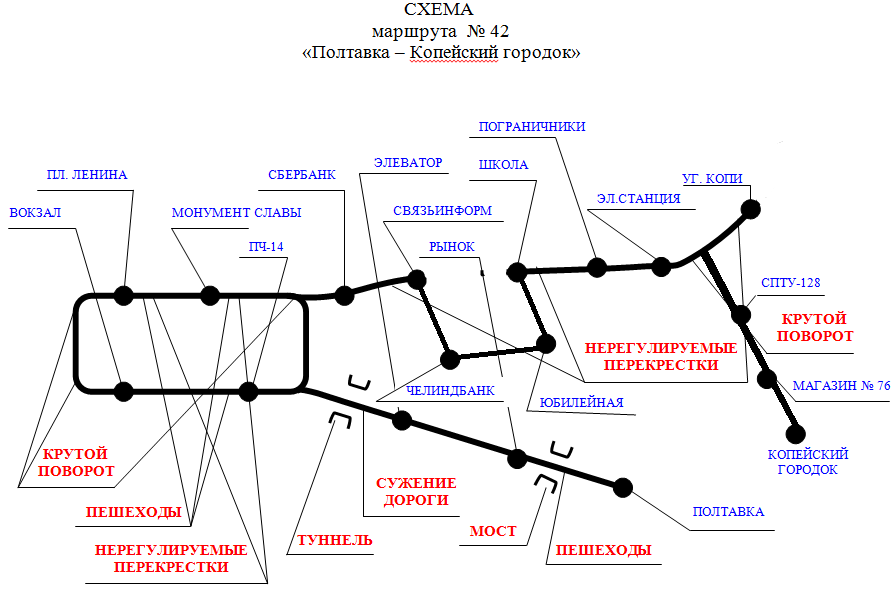 СХЕМА
маршрута № 42
«Полтавка – Копейский городок»
ПОГРАНИЧНИКИ
ЭЛЕВАТОР
ШКОЛА
ПЛ. ЛЕНИНА
СБЕРБАНК
УГ. КОПИ
ЭЛ.СТАНЦИЯ
ВОКЗАЛ
МОНУМЕНТ СЛАВЫ
СВЯЗЬИНФОРМ
ПЧ-14
РЫНОК
СПТУ-128
КРУТОЙ
ПОВОРОТ
НЕРЕГУЛИРУЕМЫЕ
ПЕРЕКРЕСТКИ
МАГАЗИН № 76
ЧЕЛИНДБАНК
ЮБИЛЕЙНАЯ
КОПЕЙСКИЙ
ГОРОДОК
КРУТОЙ
ПОВОРОТ
СУЖЕНИЕ
ДОРОГИ
ПЕШЕХОДЫ
ПОЛТАВКА
МОСТ
ТУННЕЛЬ
НЕРЕГУЛИРУЕМЫЕ
ПЕРЕКРЕСТКИ
ПЕШЕХОДЫ